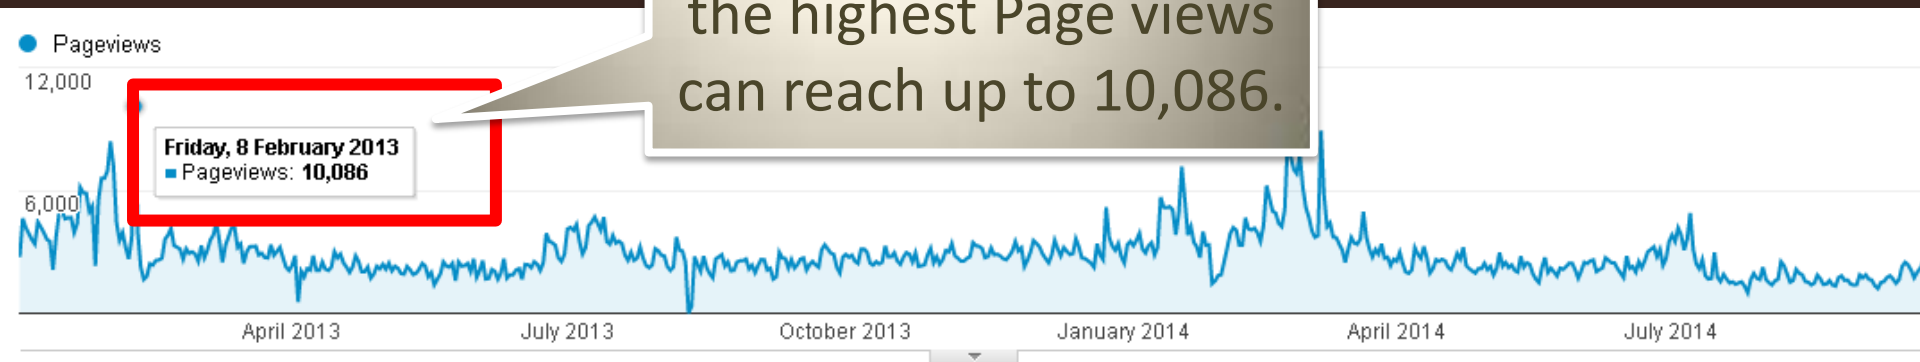 the highest Page views
can reach up to 10,086.
Pageviews
12,000
Friday, 8 February 2013
Pageviews: 10,086
6,000
April 2013
July 2013
October 2013
January 2014
April 2014
July 2014